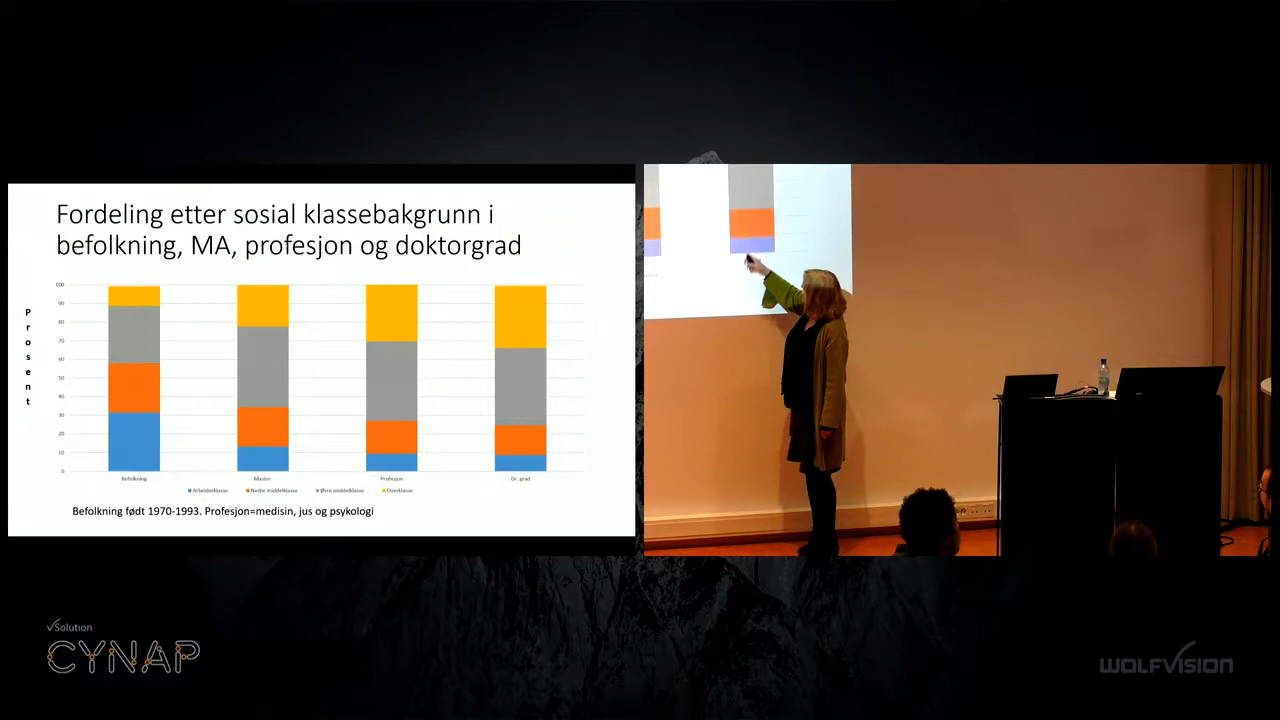 Fordeling etter sosial klassebakgrunn i
befolkning, MA, profesjon og doktorgrad
Prosent
100
90
80
70
60
50
40
30
20
10
0
Befolkning Master Profesjon Dr. grad
Arbeiderklasse Nedre middelklasse Øvre middelklasse Overklasse
Befolkning født 1970-1993. Profesjon=medisin, jus og psykologi
vSolution
CYNAP
WOLFVISION